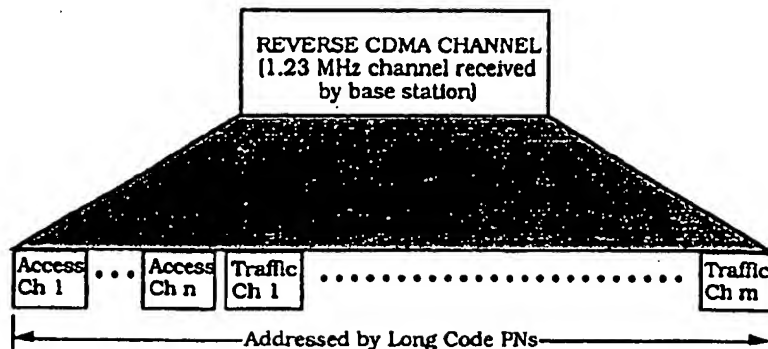 REVERSE CDMA CHANNEL
(1.23 MHz channel received
by base station)
Access Ch 1
Access Ch n
Traffic Ch 1
Traffic Ch m
Addressed by Long Code PNs